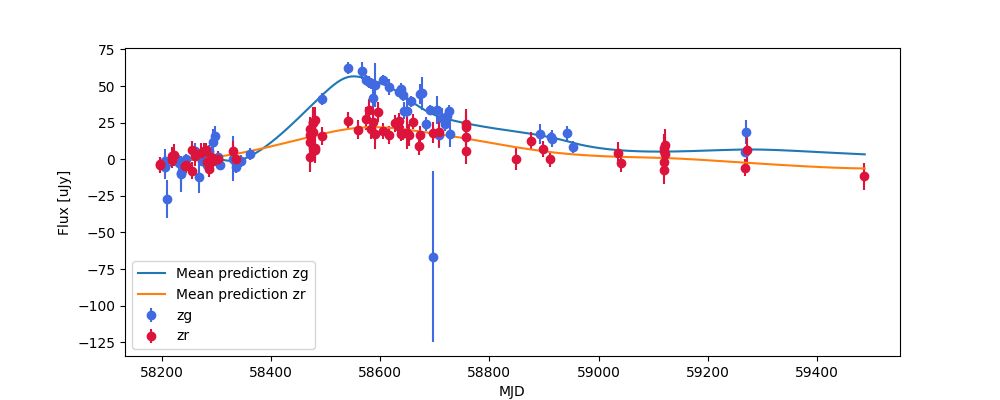 75
50
25
0
−25
−50
−75
−100
−125
Flux [uJy]
Mean prediction zg
Mean prediction zr
zg
zr
58200 58400 58600 58800 59000 59200 59400
MJD